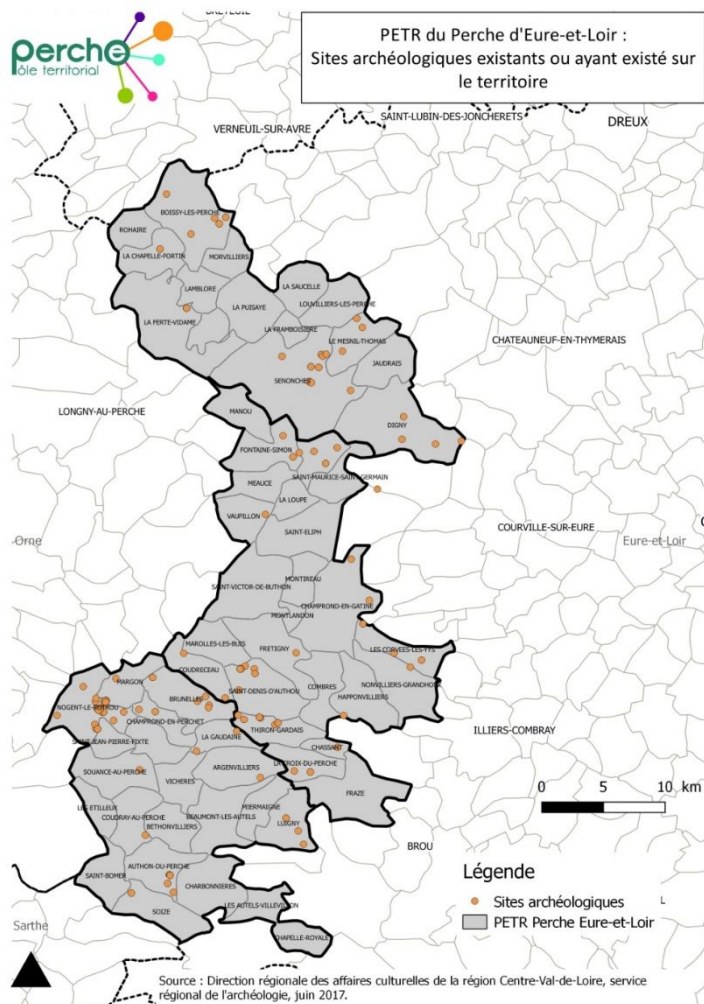 BRETEUIL
perche
pôle territorial
PETR du Perche d'Eure-et-Loir :
Sites archéologiques existants ou ayant existé sur
le territoire
SAINT-LUBIN-DES-JONCHERETS
DREUX
VERNEUIL-SUR-AVRE
BOISSY-LES-PERCHE
ROHAIRE
LA CHAPELLE-FORTIN
MORVILLIERS
LA SAUCELLE
LAMBLORE
LOUVILLIERS-LES-PERCHE
LA PUISAYE
LA FERTE-VIDAME
LA FRAMBOISIERE
LE MESNIL-THOMAS
CHATEAUNEUF-EN-THYMERAIS
JAUDRAIS
SENONCHES
LONGNY-AU-PERCHE
MANOU
DIGNY
FONTAINE-SIMON
SAINT-MAURICE-SAINT-GERMAIN
MEAUCE
LA LOUPE
VAUPILLON
COURVILLE-SUR-EURE
SAINT-ELIPH
Orne
Eure-et-Loir
MONTIREAU
SAINT-VICTOR-DE-BUTHON
CHAMPROND-EN-GATINE
MONTLANDON
MAROLLES-LES-BUIS
FRETIGNY
LES CORVEES-LES-YYS
COUDRECEAU
MARGON
COMBRES
NONVILLIERS-GRANDHOUX
SAINT-DENIS-D'AUTHOU
HAPPONVILLIERS
BRUNELLES
NOGENT-LE-ROTROU
CHAMPROND-EN-PERCHET
THIRON-GARDAIS
ILLIERS-COMBRAY
SAINT-JEAN-PIERRE-FIXTE
LA GAUDAINE
CHASSANT
LA CROIX-DU-PERCHE
ARGENVILLIERS
SOUANCE-AU-PERCHE
VICHERES
FRAZE
0 5 10 km
LES ETILLEUX
MIERMAIGNE
COUDRAY-AU-PERCHE
BEAUMONT-LES-AUTELS
LUIGNY
BETHONVILLIERS
BROU
AUTHON-DU-PERCHE
SAINT-BOMER
CHARBONNIERES
Légende
Sites archéologiques
LES AUTELS-VILLEVILLON
SOIZE
PETR Perche Eure-et-Loir
Sarthe
CHAPELLE-ROYALE
Source : Direction régionale des affaires culturelles de la région Centre-Val-de-Loire, service
régional de l'archéologie, juin 2017.